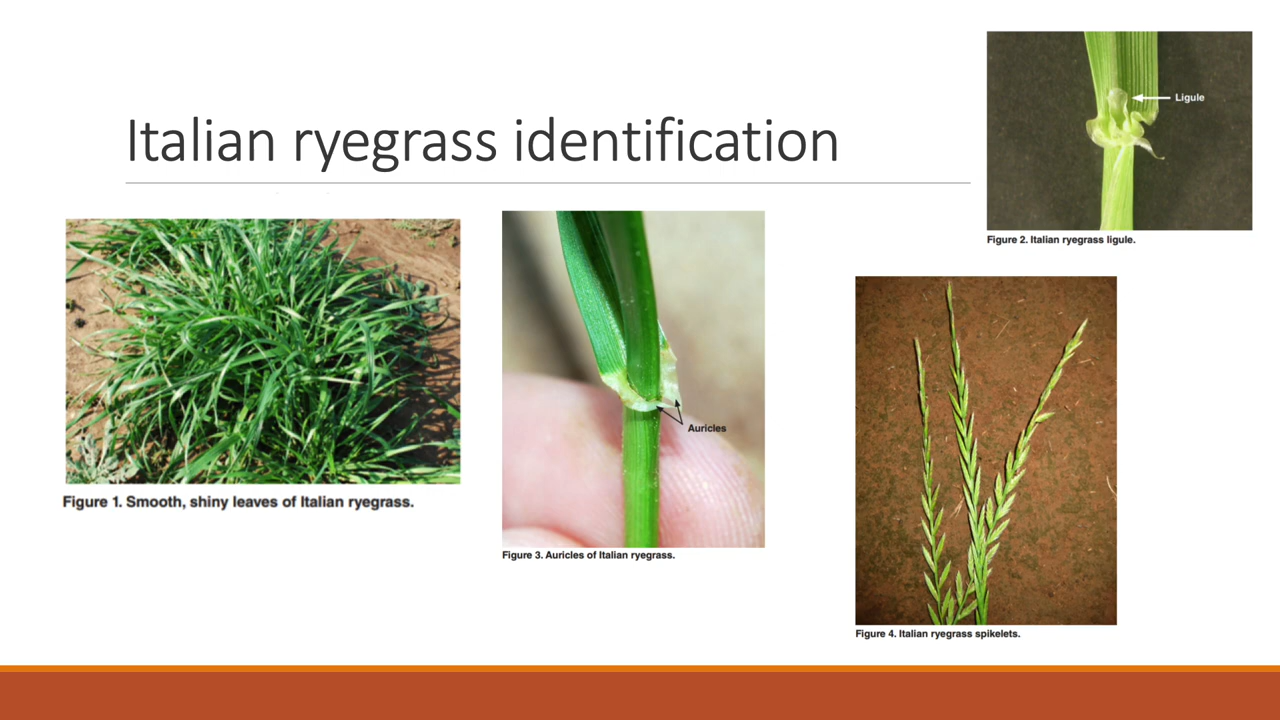 Italian ryegrass identification
Ligule
Figure 2. Italian ryegrass ligule.
Figure 1. Smooth, shiny leaves of Italian ryegrass.
Auricles
Figure 3. Auricles of Italian ryegrass.
Figure 4. Italian ryegrass spikelets.